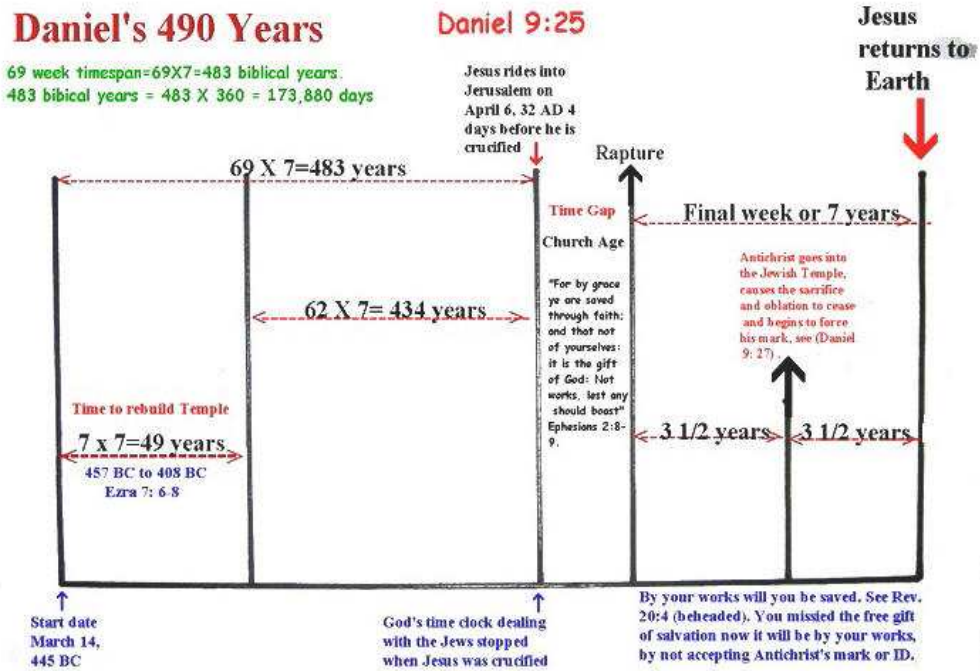 Daniel's 490 Years
Daniel 9:25
Jesus
returns to
Earth
69 week timespan=69X7=483 biblical years.
483 bibical years = 483 X 360 = 173,880 days
Jesus rides into
Jerusalem on
April 6, 32 AD 4
days before he is
crucified
Rapture
69 X 7=483 years
Time Gap
Church Age
Final week or 7 years
"For by grace
ye are saved
through faith;
and that not
of yourselves:
it is the gift
of God: Not
works, lest any
should boast"
Ephesians 2:8-
9.
Antichrist goes into
the Jewish Temple,
causes the sacrifice
and oblation to cease
and begins to force
his mark, see (Daniel
9: 27) .
62 X 7= 434 years
Time to rebuild Temple
7 x 7=49 years
457 BC to 408 BC
Ezra 7: 6-8
3 1/2 years
3 1/2 years
Start date
March 14,
445 BC
God's time clock dealing
with the Jews stopped
when Jesus was crucified
By your works will you be saved. See Rev.
20:4 (beheaded). You missied the free gift
of salvation now it will be by your works,
by not accepting Antichrist's mark or ID.